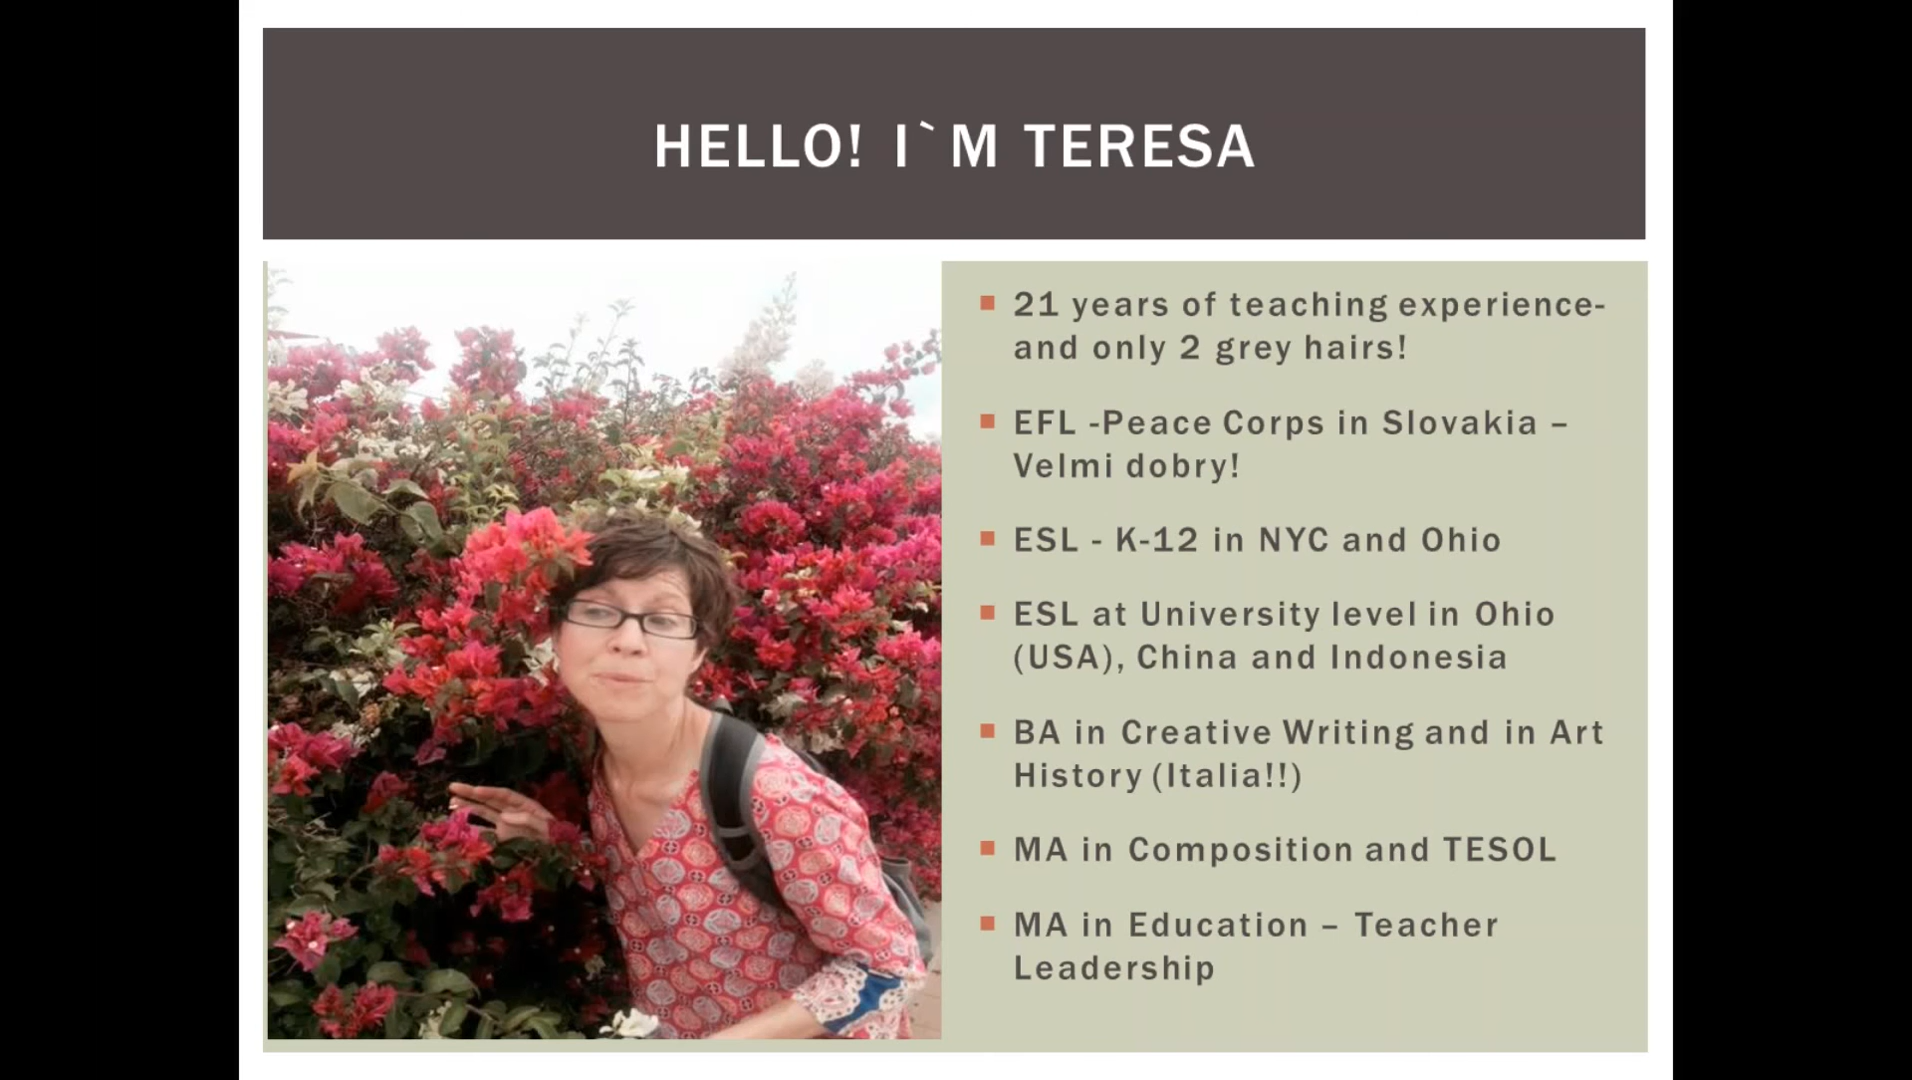 HELLO! I`M TERESA
21 years of teaching experience-
and only 2 grey hairs!
EFL -Peace Corps in Slovakia –
Velmi dobry!
ESL - K-12 in NYC and Ohio
ESL at University level in Ohio
(USA), China and Indonesia
BA in Creative Writing and in Art
History (Italia!!)
MA in Composition and TESOL
MA in Education – Teacher
Leadership